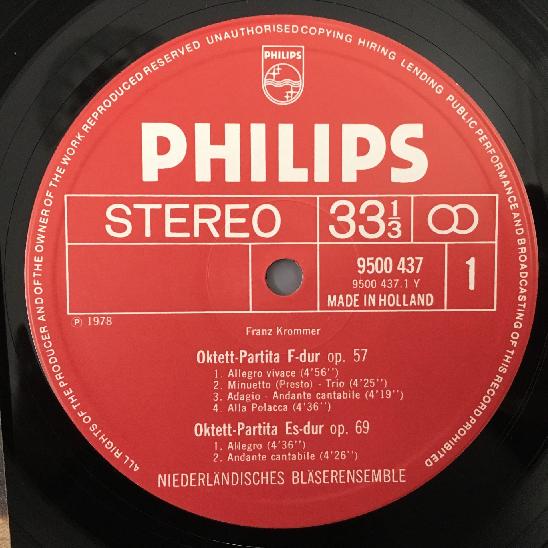 ALL RIGHTS OF THE PRODUCER AND OF THE OWNER OF THE WORK REPRODUCED RESERVED UNAUTHORISED COPYING HIRING LENDING PUBLIC PERFORMANCE AND BROADCASTING OF THIS RECORD PROHIBITED
PHILIPS
PHILIPS
STEREO 33 1/3
9500 437 1
9500 437.1 Y
MADE IN HOLLAND
Ⓟ 1978
Franz Krommer
Oktett-Partita F-dur op. 57
1. Allegro vivace (4'56'')
2. Minuetto (Presto) - Trio (4'25'')
3. Adagio - Andante cantabile (4'19'')
4. Alla Polacca (4'36'')
Oktett-Partita Es-dur op. 69
1. Allegro (4'36'')
2. Andante cantabile (4'26'')
NIEDERLÄNDISCHES BLÄSERENSEMBLE